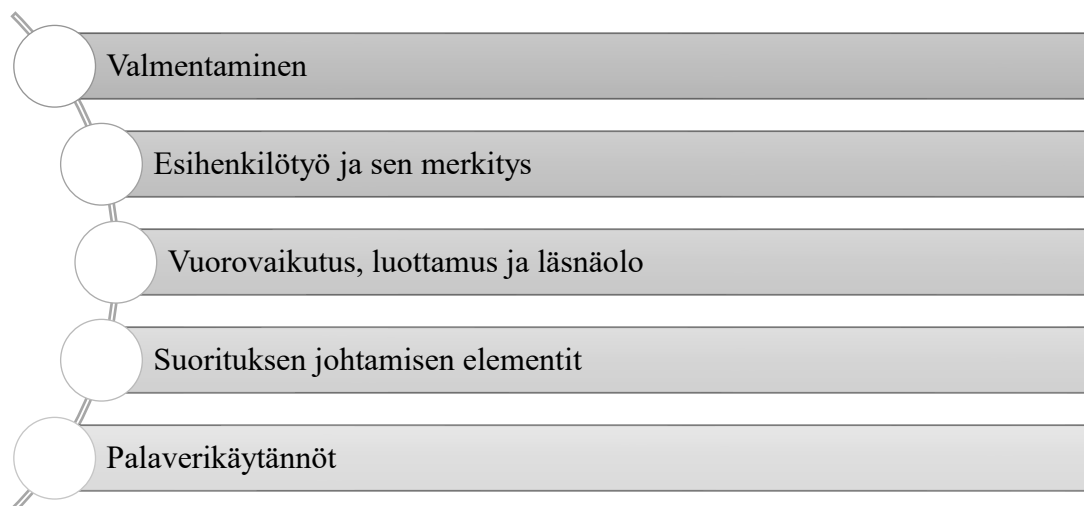 Valmentaminen
Esihenkilötyö ja sen merkitys
Vuorovaikutus, luottamus ja läsnäolo
Suorituksen johtamisen elementit
Palaverikäytännöt